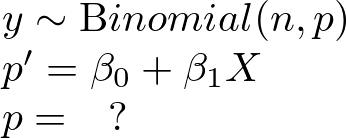 y ∼ Binomial(n, p)
p′ = β₀ + β₁X
p = ?